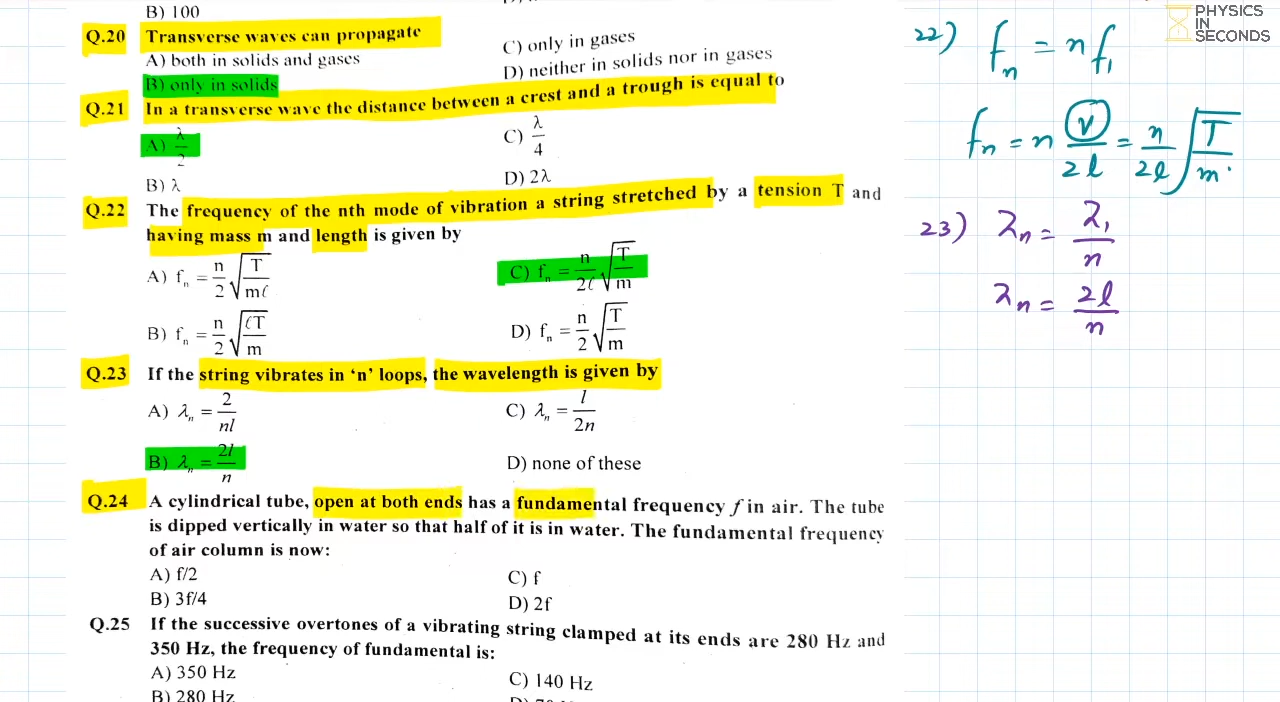 B) 100
Q.20 Transverse waves can propagate
A) both in solids and gases
C) only in gases
B) only in solids
D) neither in solids nor in gases
Q.21 In a transverse wave the distance between a crest and a trough is equal to
A) λ/2
C) λ/4
B) λ
D) 2λ
Q.22 The frequency of the nth mode of vibration a string stretched by a tension T and
having mass m and length is given by
A) fₙ = n/2 √(T/mℓ)
C) fₙ = n/2ℓ √(T/m)
B) fₙ = n/2 √(ℓT/m)
D) fₙ = n/2 √(T/m)
Q.23 If the string vibrates in ‘n’ loops, the wavelength is given by
A) λₙ = 2/nl
C) λₙ = l/2n
B) λₙ = 2l/n
D) none of these
Q.24 A cylindrical tube, open at both ends has a fundamental frequency f in air. The tube
is dipped vertically in water so that half of it is in water. The fundamental frequency
of air column is now:
A) f/2
C) f
B) 3f/4
D) 2f
Q.25 If the successive overtones of a vibrating string clamped at its ends are 280 Hz and
350 Hz, the frequency of fundamental is:
A) 350 Hz
C) 140 Hz
B) 280 Hz
PHYSICS
IN
SECONDS
22) fₙ = n f₁
fₙ = n v/2l = n/2l √(T/m)
23) λₙ = λ₁/n
λₙ = 2l/n